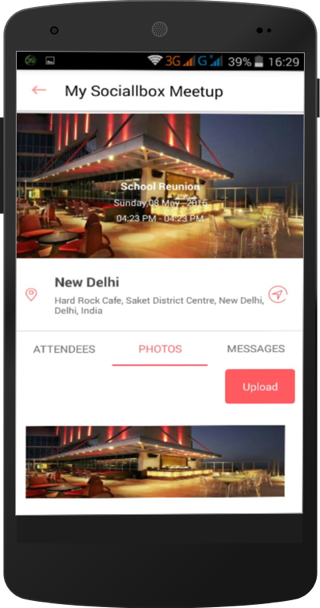 3G G 39% 16:29
My Sociallbox Meetup
School Reunion
Sunday,08 May , 2016
04:23 PM - 04:23 PM
New Delhi
Hard Rock Cafe, Saket District Centre, New Delhi,
Delhi, India
ATTENDEES PHOTOS MESSAGES
Upload